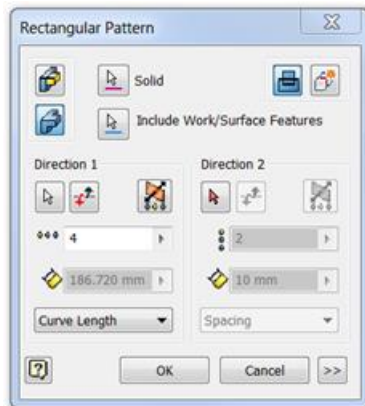 Rectangular Pattern
Solid
Include Work/Surface Features
Direction 1
Direction 2
4
2
186.720 mm
10 mm
Curve Length
Spacing
?
OK
Cancel
>>